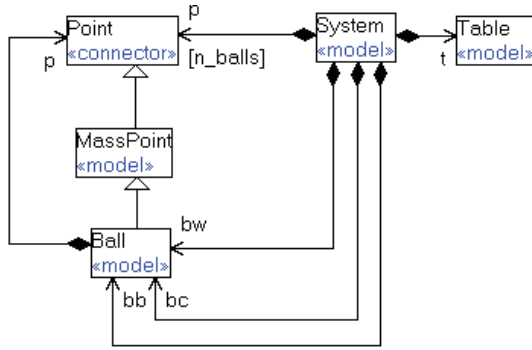 Point
«connector»
p
System
«model»
Table
«model»
p
[n_balls]
t
MassPoint
«model»
bw
Ball
«model»
bb
bc